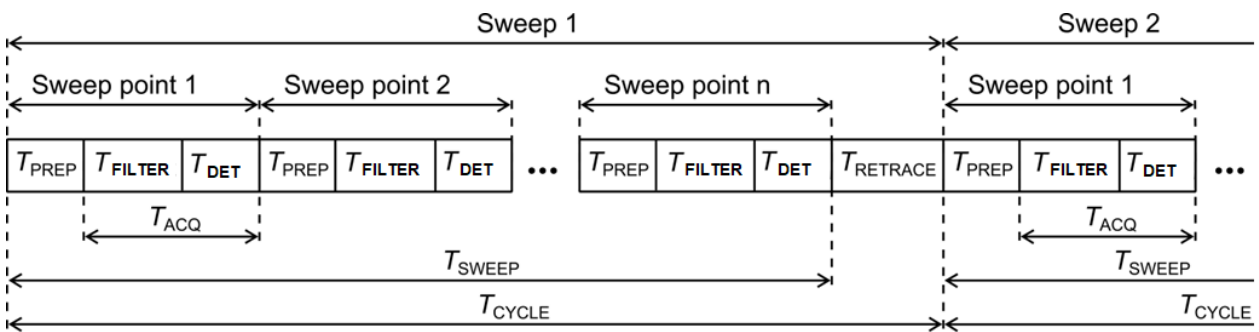 Sweep 1 Sweep 2
Sweep point 1 Sweep point 2 Sweep point n Sweep point 1
TPREP TFILTER TDET TPREP TFILTER TDET ... TPREP TFILTER TDET TRETRACE TPREP TFILTER TDET ...
TACQ TACQ
TSWEEP TSWEEP
TCYCLE TCYCLE